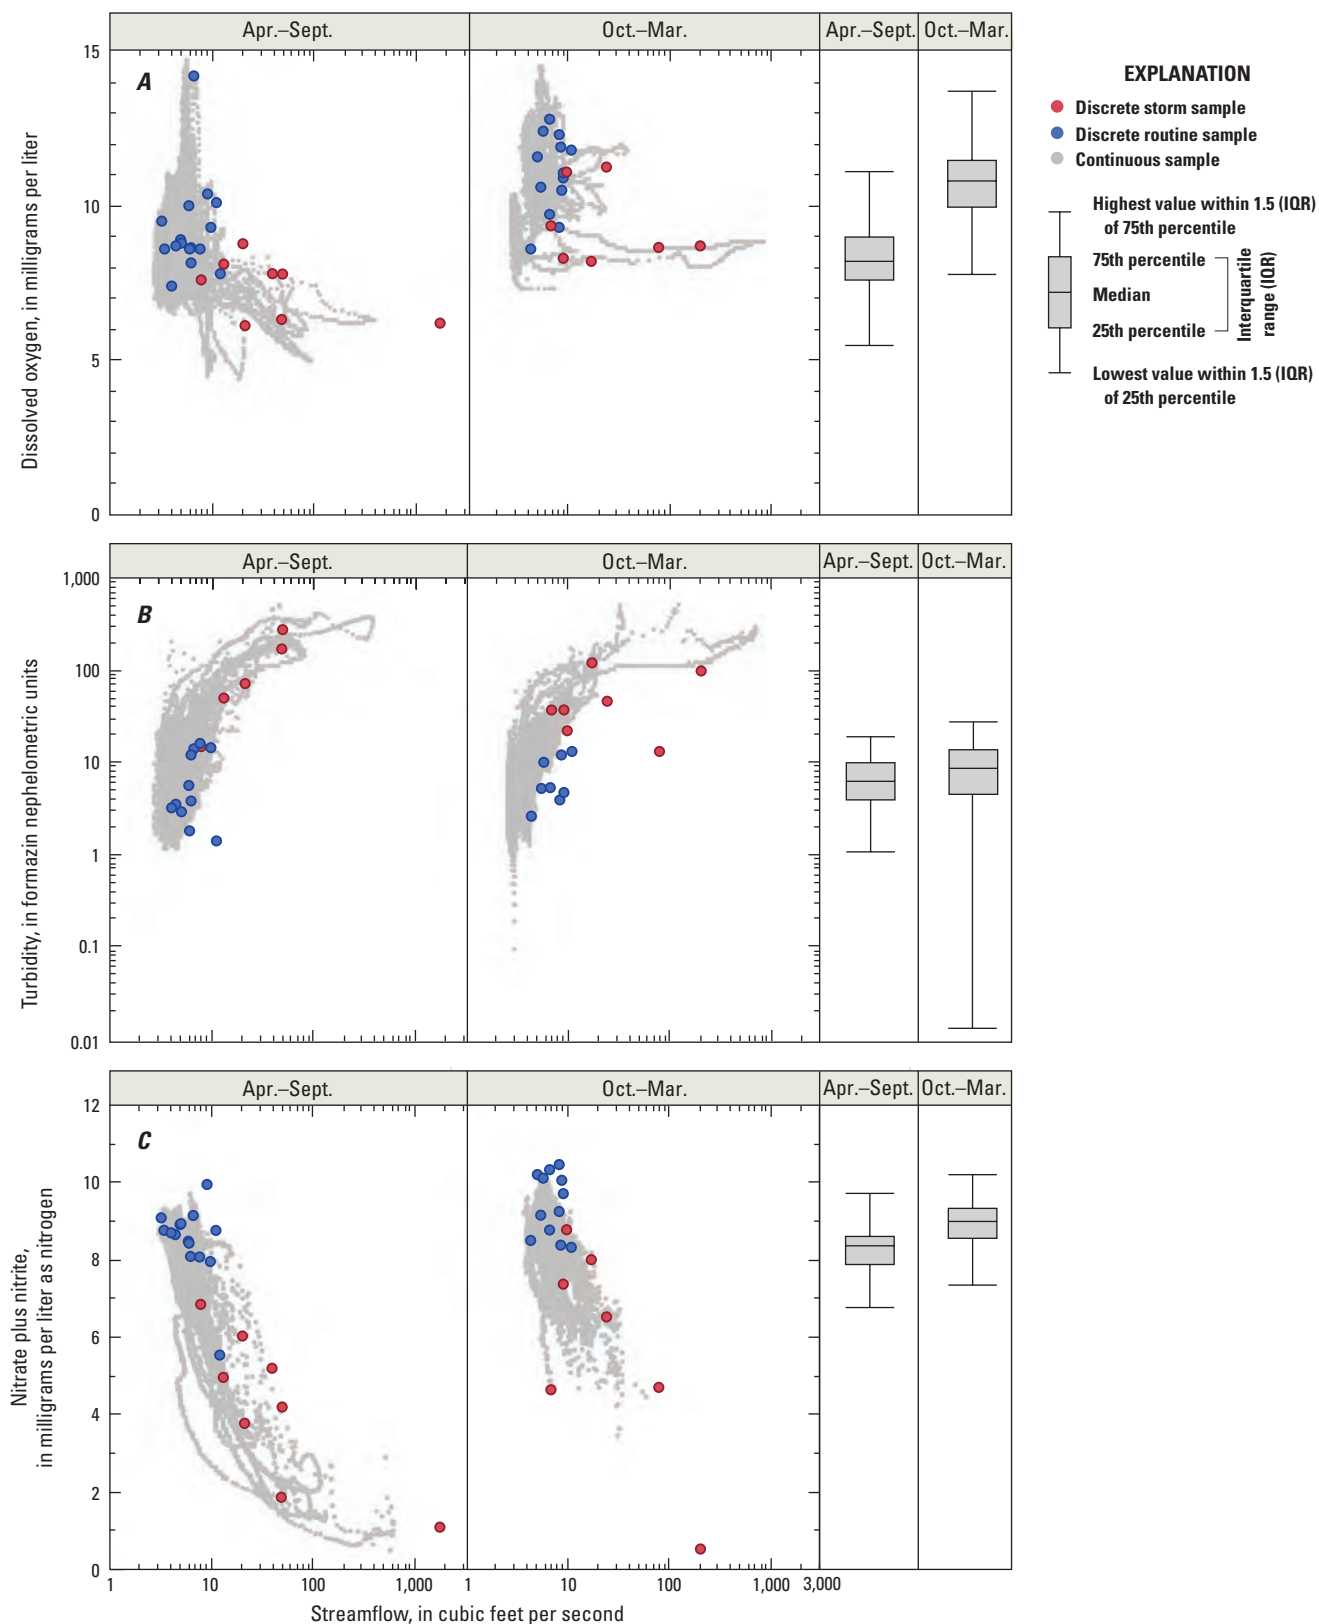 Apr.–Sept.
Oct.–Mar.
Apr.–Sept.
Oct.–Mar.
A
15
10
5
0
Dissolved oxygen, in milligrams per liter
EXPLANATION
Discrete storm sample
Discrete routine sample
Continuous sample
Highest value within 1.5 (IQR)
of 75th percentile
75th percentile
Median
25th percentile
Interquartile
range (IQR)
Lowest value within 1.5 (IQR)
of 25th percentile
Apr.–Sept.
Oct.–Mar.
Apr.–Sept.
Oct.–Mar.
B
1,000
100
10
1
0.1
0.01
Turbidity, in formazin nephelometric units
Apr.–Sept.
Oct.–Mar.
Apr.–Sept.
Oct.–Mar.
C
12
10
8
6
4
2
0
Nitrate plus nitrite,
in milligrams per liter as nitrogen
1 10 100 1,000 1 10 100 1,000 3,000
Streamflow, in cubic feet per second